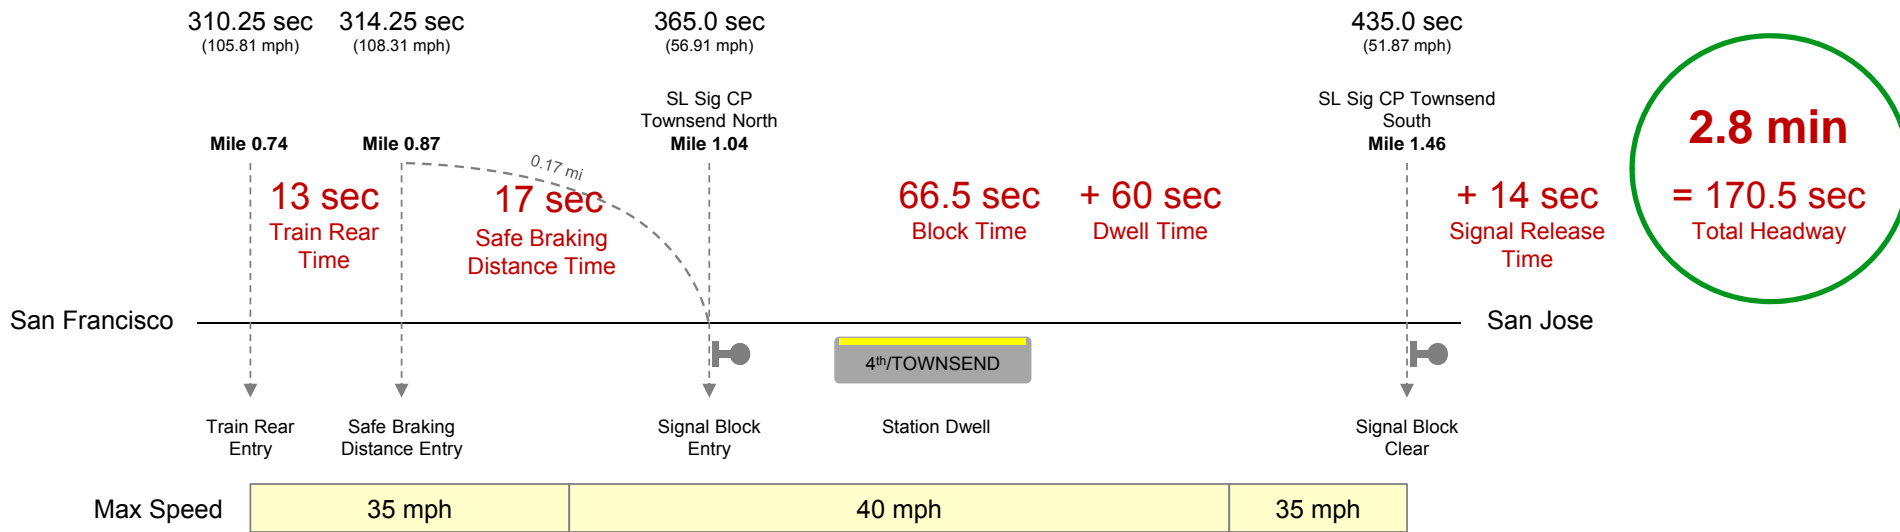 310.25 sec
(105.81 mph)
314.25 sec
(108.31 mph)
365.0 sec
(56.91 mph)
435.0 sec
(51.87 mph)
SL Sig CP
Townsend North
Mile 1.04
SL Sig CP Townsend
South
Mile 1.46
Mile 0.74
Mile 0.87
0.17 mi
13 sec
Train Rear
Time
17 sec
Safe Braking
Distance Time
66.5 sec
Block Time
+ 60 sec
Dwell Time
+ 14 sec
Signal Release
Time
2.8 min
= 170.5 sec
Total Headway
San Francisco
San Jose
4th/TOWNSEND
Train Rear
Entry
Safe Braking
Distance Entry
Signal Block
Entry
Station Dwell
Signal Block
Clear
Max Speed
35 mph
40 mph
35 mph